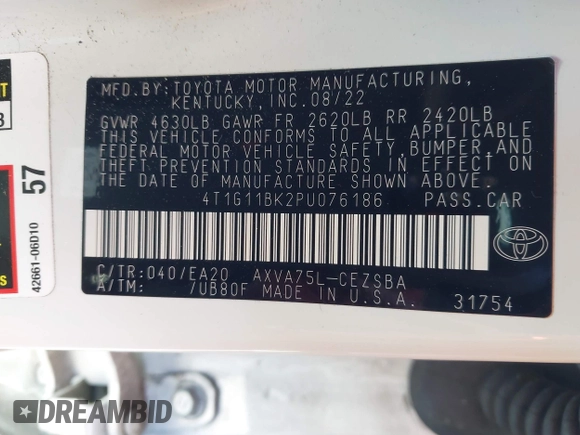 MFD.BY:TOYOTA MOTOR MANUFACTURING,
KENTUCKY,INC.08/22
GVWR 4630LB GAWR FR 2620LB RR 2420LB
THIS VEHICLE CONFORMS TO ALL APPLICABLE
FEDERAL MOTOR VEHICLE SAFETY, BUMPER,AND
THEFT PREVENTION STANDARDS IN EFFECT ON
THE DATE OF MANUFACTURE SHOWN ABOVE.
4T1G11BK2PU076186 PASS.CAR
C/TR:040/EA20 AXVA75L-CEZSBA
A/TM: /UB80F MADE IN U.S.A. 31754
57
42661-06D10
DREAMBID